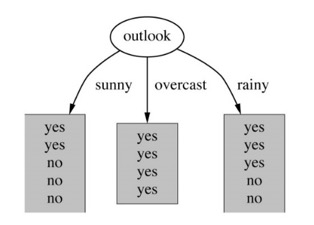 outlook
sunny
overcast
rainy
yes
yes
no
no
no
yes
yes
yes
yes
yes
yes
yes
no
no